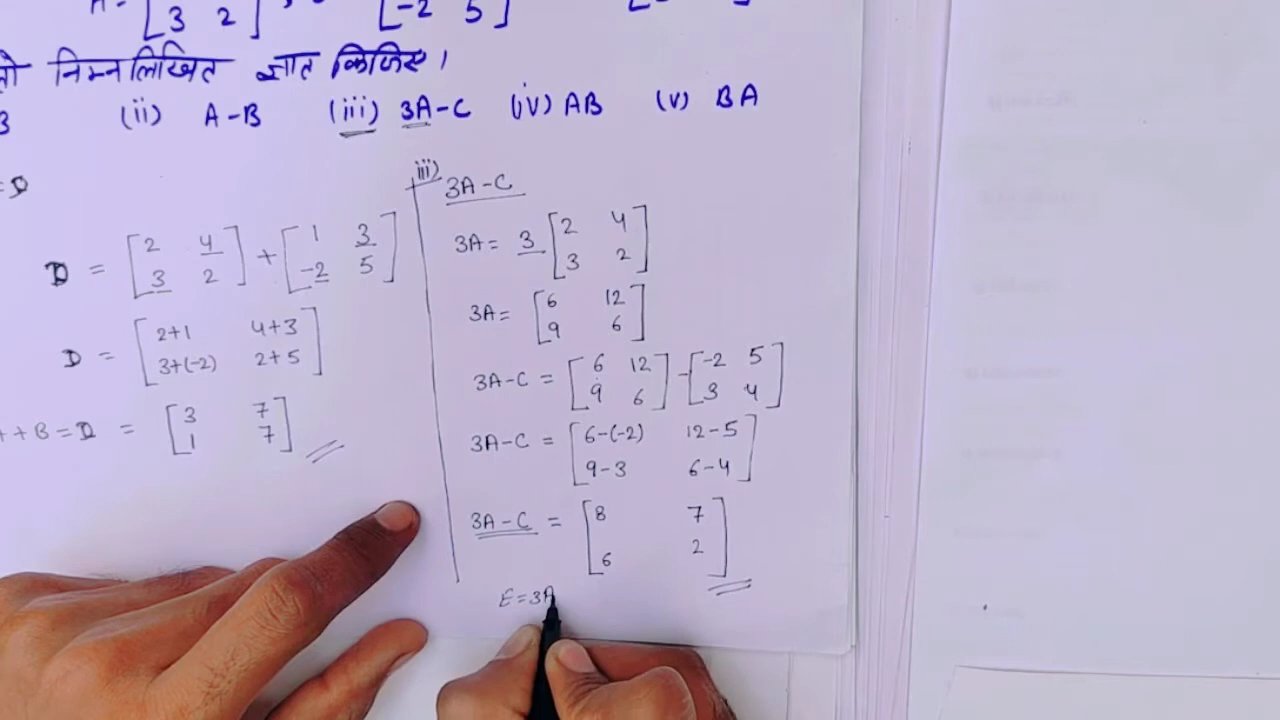 3 2 -2 5
निम्नलिखित ज्ञात किजिए।
(ii) A-B (iii) 3A-C (iv) AB (v) BA
=D
D = [2 4 3 2] + [1 3 -2 5]
D = [2+1 4+3 3+(-2) 2+5]
+B=D = [3 7 1 7]
iii) 3A-C
3A= 3 [2 4 3 2]
3A= [6 12 9 6]
3A-C = [6 12 9 6] - [-2 5 3 4]
3A-C = [6-(-2) 12-5 9-3 6-4]
3A-C = [8 7 6 2]
E=3A